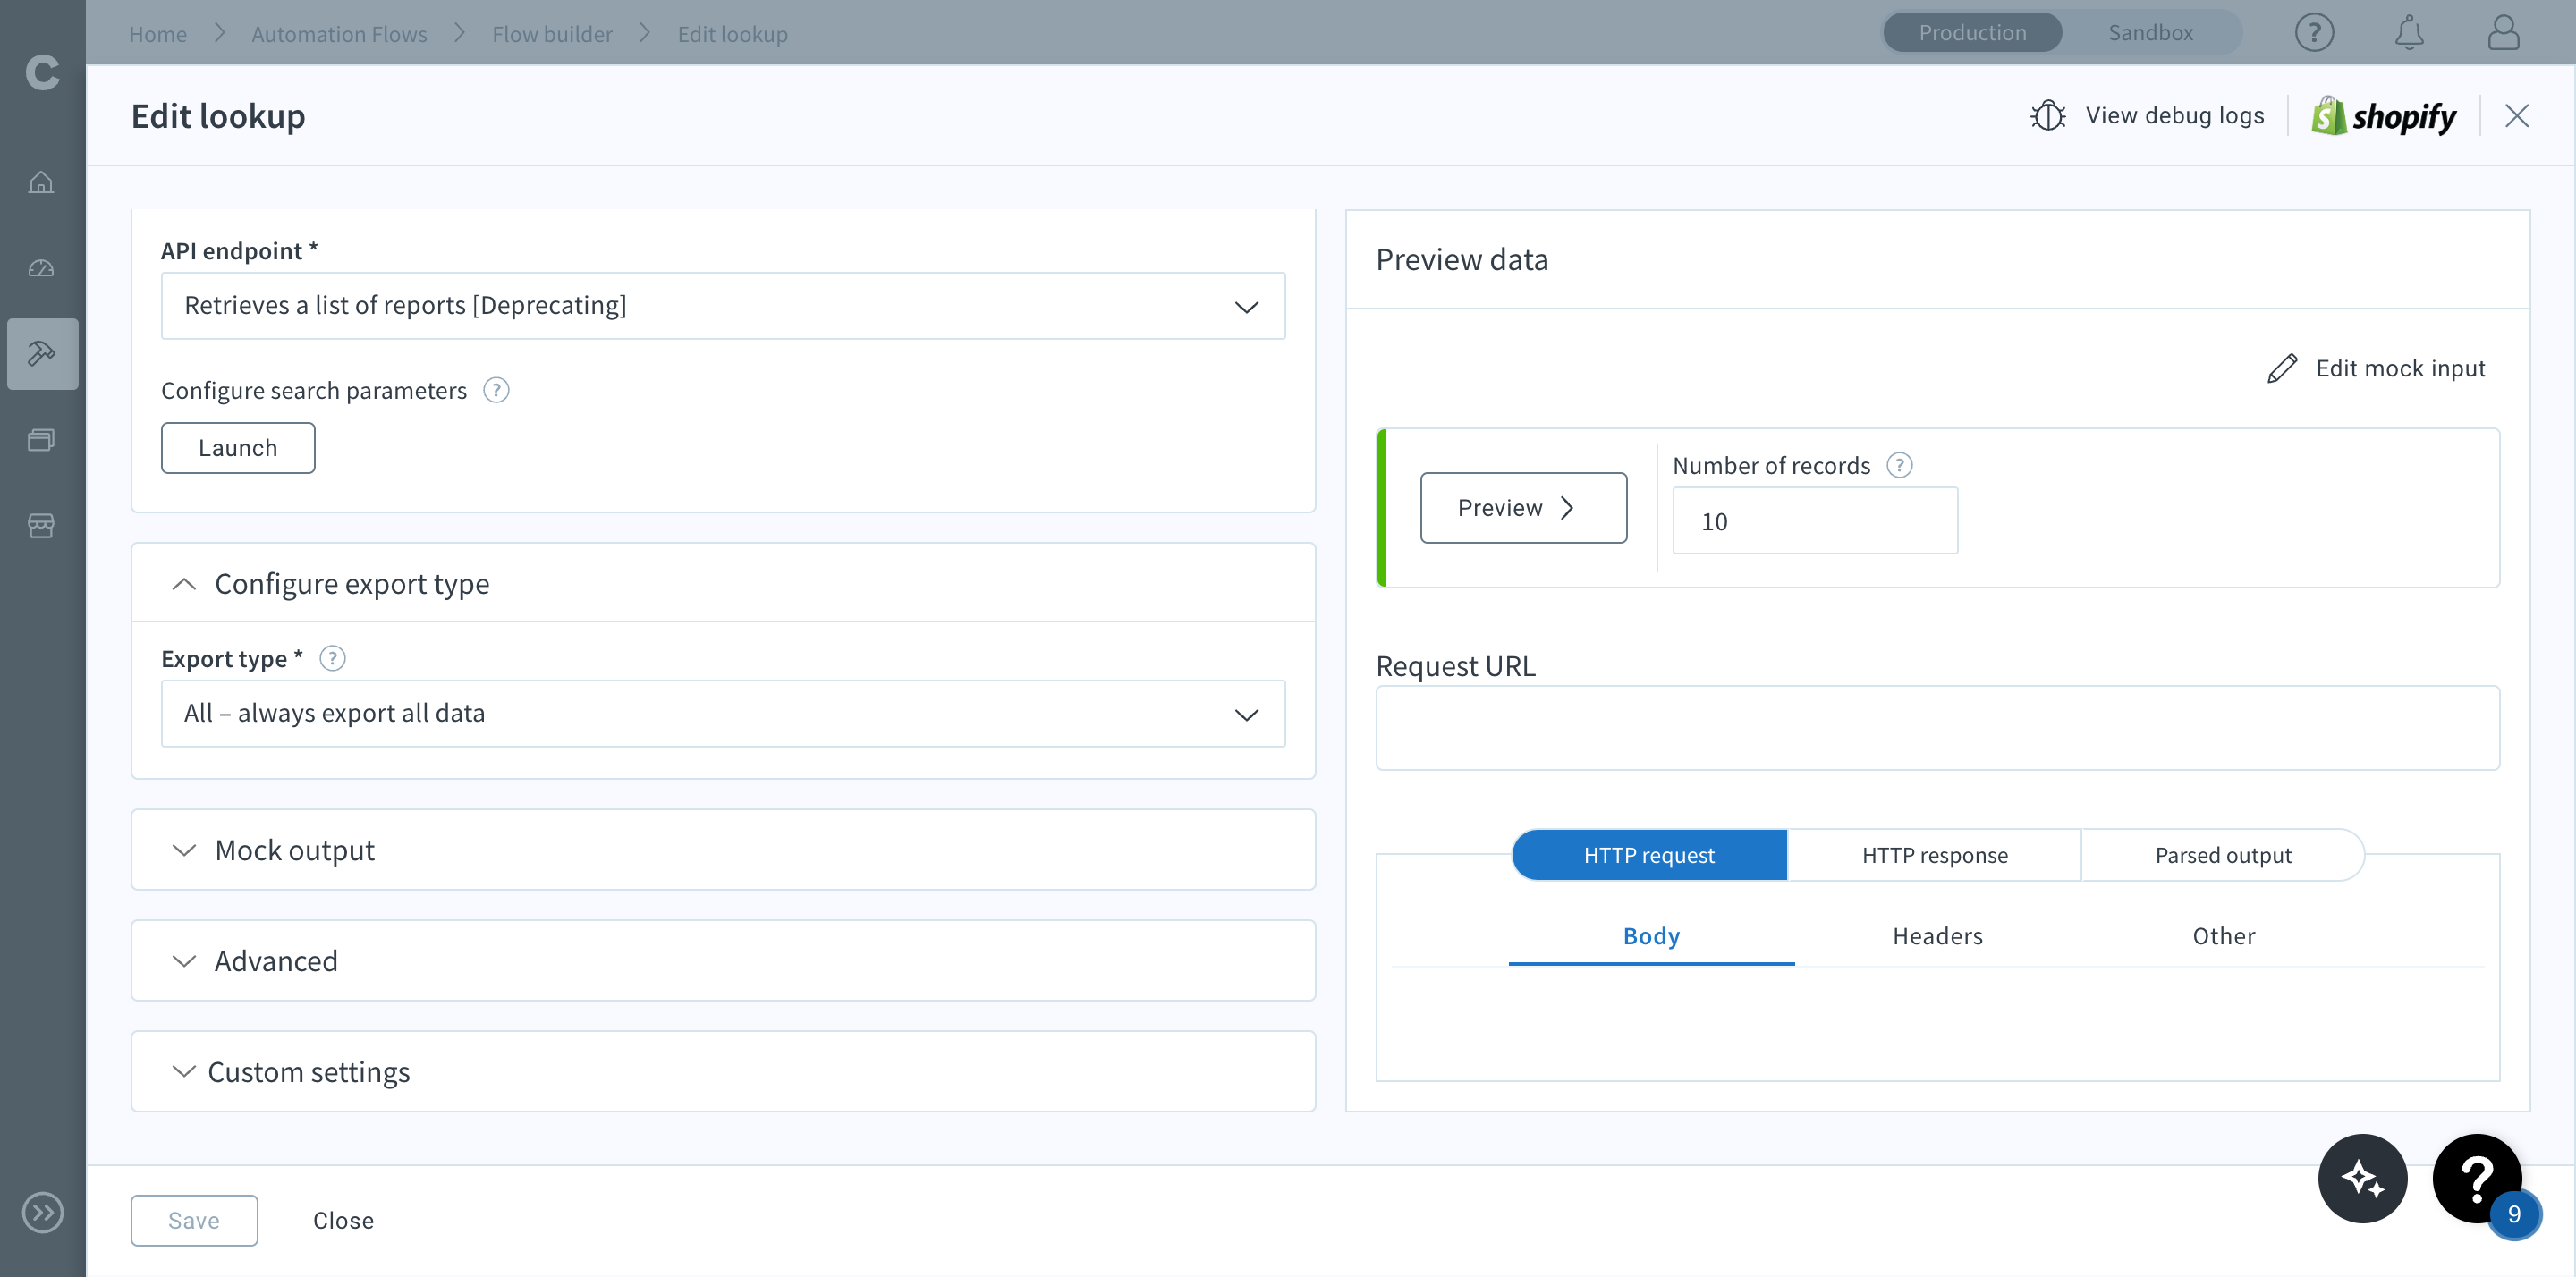 Home
Automation Flows
Flow builder
Edit lookup
Production
Sandbox
?
C
Edit lookup
View debug logs
shopify
API endpoint *
Retrieves a list of reports [Deprecating]
Configure search parameters ?
Launch
Configure export type
Export type * ?
All – always export all data
Mock output
Advanced
Custom settings
Preview data
Edit mock input
Preview
Number of records ?
10
Request URL
HTTP request
HTTP response
Parsed output
Body
Headers
Other
Save
Close
?
9